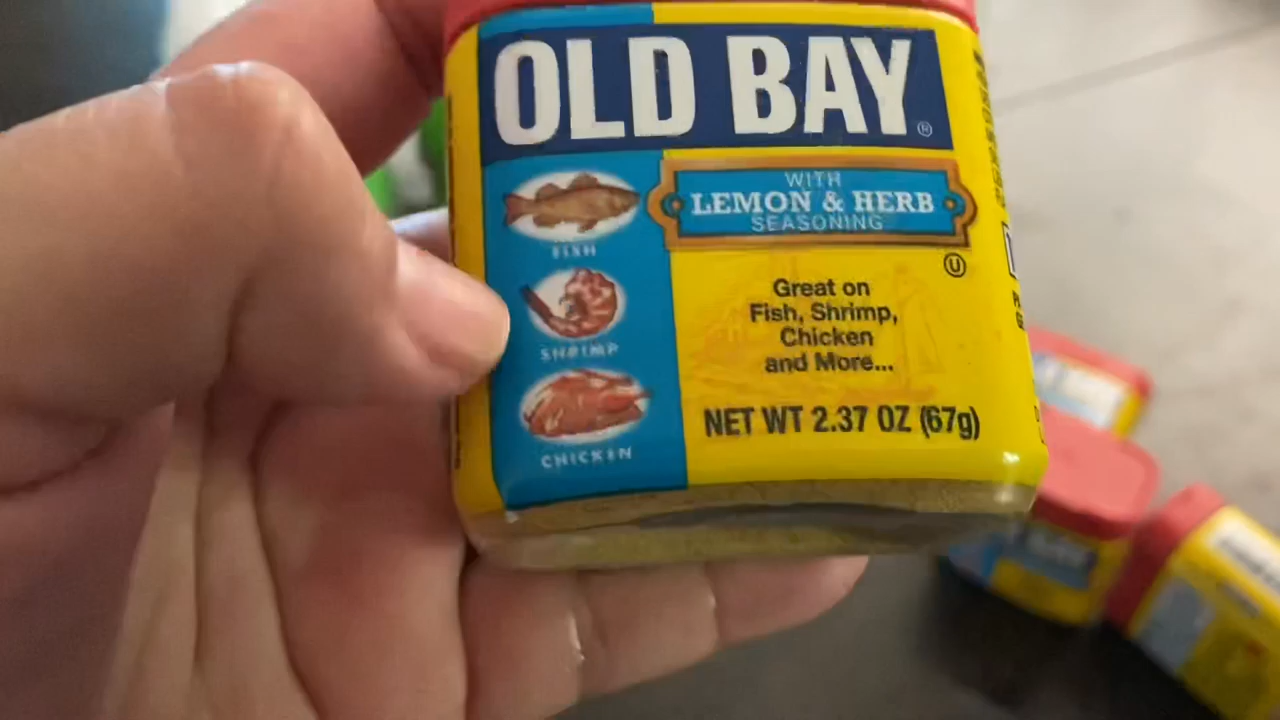 OLD BAY®
WITH
LEMON & HERB
SEASONING
FISH
U
Great on
Fish, Shrimp,
Chicken
and More...
SHRIMP
NET WT 2.37 OZ (67g)
CHICKEN